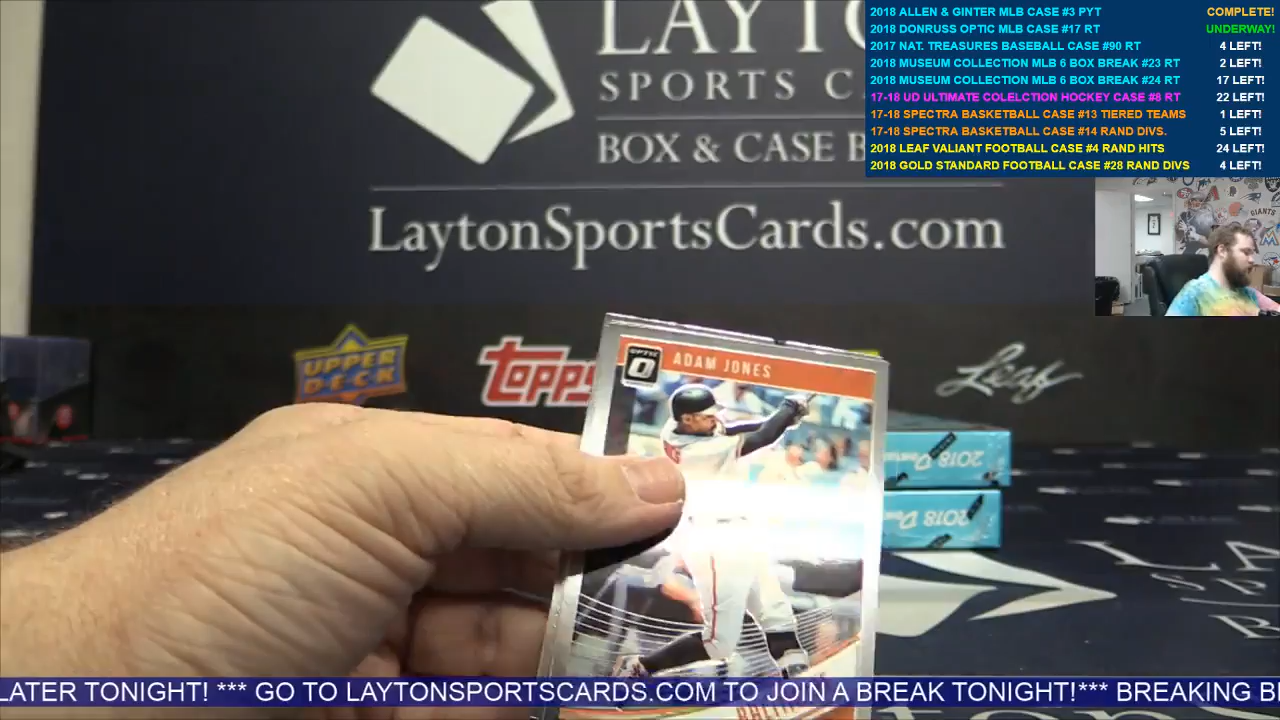 LAYTO
SPORTS CA
BOX & CASE B
LaytonSportsCards.com
2018 ALLEN & GINTER MLB CASE #3 PYT COMPLETE!
2018 DONRUSS OPTIC MLB CASE #17 RT UNDERWAY!
2017 NAT. TREASURES BASEBALL CASE #90 RT 4 LEFT!
2018 MUSEUM COLLECTION MLB 6 BOX BREAK #23 RT 2 LEFT!
2018 MUSEUM COLLECTION MLB 6 BOX BREAK #24 RT 17 LEFT!
17-18 UD ULTIMATE COLELCTION HOCKEY CASE #8 RT 22 LEFT!
17-18 SPECTRA BASKETBALL CASE #13 TIERED TEAMS 1 LEFT!
17-18 SPECTRA BASKETBALL CASE #14 RAND DIVS. 5 LEFT!
2018 LEAF VALIANT FOOTBALL CASE #4 RAND HITS 24 LEFT!
2018 GOLD STANDARD FOOTBALL CASE #28 RAND DIVS 4 LEFT!
GIANTS
UPPER DECK
Topps
Leaf
OPTIC
ADAM JONES
2018
2018
LA
SP
B
LATER TONIGHT! *** GO TO LAYTONSPORTSCARDS.COM TO JOIN A BREAK TONIGHT!*** BREAKING B